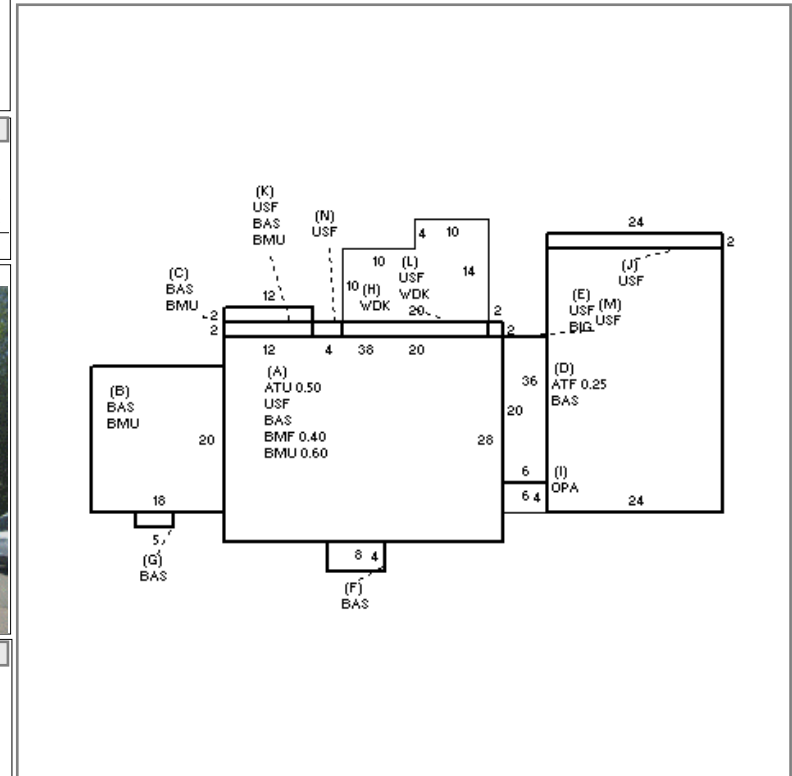 (K)
USF
BAS
BMU
(N)
USF
24
2
4 10
(C)
BAS
BMU
12
2
2
10
(L)
USF
WDK
10
(H)
WDK
20
14
2
2
(J)
USF
(E)
USF
BIG
(M)
USF
12 4 38 20
(A)
ATU 0.50
USF
BAS
BMF 0.40
BMU 0.60
(B)
BAS
BMU
20
18
36
(D)
ATF 0.25
BAS
20
28
6
(I)
OPA
6 4
24
5
(G)
BAS
8 4
(F)
BAS